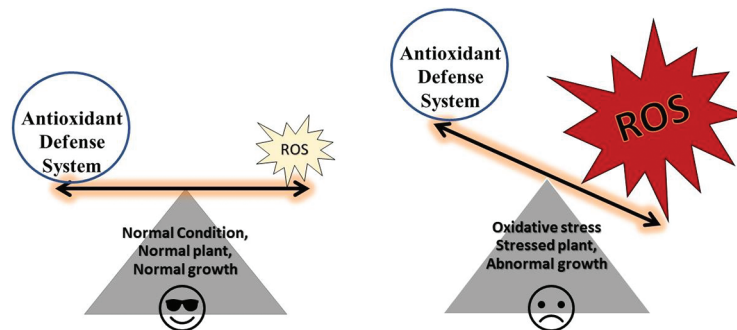 Antioxidant
Defense
System
ROS
Normal Condition,
Normal plant,
Normal growth
Antioxidant
Defense
System
ROS
Oxidative stress
Stressed plant,
Abnormal growth